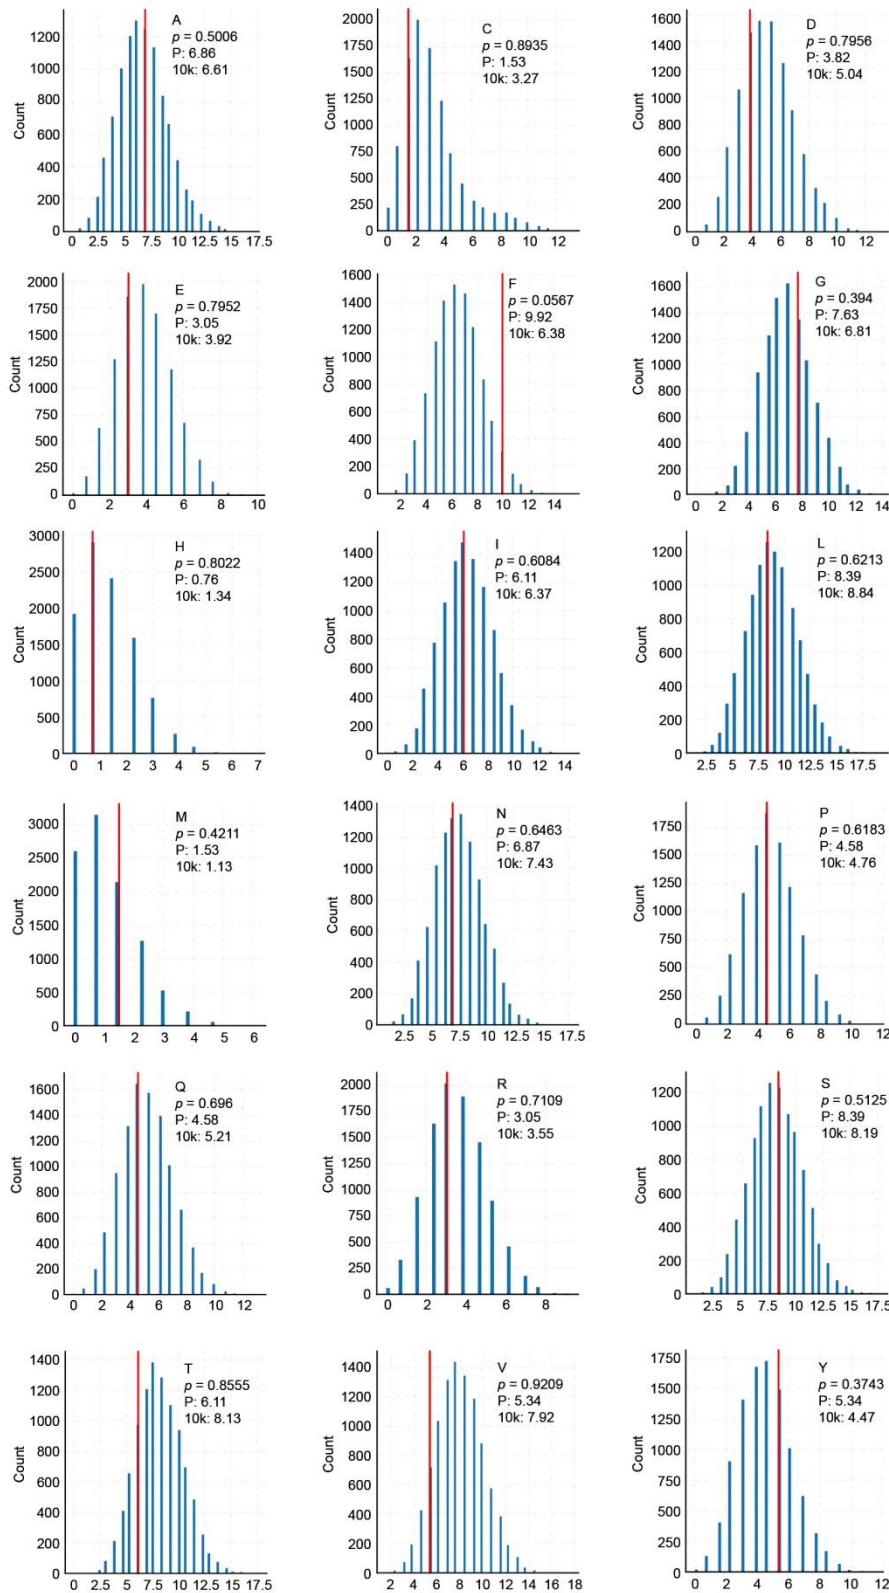 A
p = 0.5006
P: 6.86
10k: 6.61
Count
1200
1000
800
600
400
200
0
0 2.5 5 7.5 10 12.5 15 17.5
C
p = 0.8935
P: 1.53
10k: 3.27
Count
2000
1750
1500
1250
1000
750
500
250
0
0 2 4 6 8 10 12
D
p = 0.7956
P: 3.82
10k: 5.04
Count
1600
1400
1200
1000
800
600
400
200
0
0 2 4 6 8 10 12
E
p = 0.7952
P: 3.05
10k: 3.92
Count
2000
1750
1500
1250
1000
750
500
250
0
0 2 4 6 8 10
F
p = 0.0567
P: 9.92
10k: 6.38
Count
1600
1400
1200
1000
800
600
400
200
0
2 4 6 8 10 12 14
G
p = 0.394
P: 7.63
10k: 6.81
Count
1600
1400
1200
1000
800
600
400
200
0
0 2 4 6 8 10 12 14
H
p = 0.8022
P: 0.76
10k: 1.34
Count
3000
2500
2000
1500
1000
500
0
0 1 2 3 4 5 6 7
I
p = 0.6084
P: 6.11
10k: 6.37
Count
1400
1200
1000
800
600
400
200
0
0 2 4 6 8 10 12 14
L
p = 0.6213
P: 8.39
10k: 8.84
Count
1200
1000
800
600
400
200
0
2.5 5 7.5 10 12.5 15 17.5
M
p = 0.4211
P: 1.53
10k: 1.13
Count
3000
2500
2000
1500
1000
500
0
0 1 2 3 4 5 6
N
p = 0.6463
P: 6.87
10k: 7.43
Count
1400
1200
1000
800
600
400
200
0
2.5 5 7.5 10 12.5 15 17.5
P
p = 0.6183
P: 4.58
10k: 4.76
Count
1750
1500
1250
1000
750
500
250
0
0 2 4 6 8 10 12
Q
p = 0.696
P: 4.58
10k: 5.21
Count
1600
1400
1200
1000
800
600
400
200
0
0 2 4 6 8 10 12
R
p = 0.7109
P: 3.05
10k: 3.55
Count
2000
1750
1500
1250
1000
750
500
250
0
0 2 4 6 8
S
p = 0.5125
P: 8.39
10k: 8.19
Count
1200
1000
800
600
400
200
0
2.5 5 7.5 10 12.5 15 17.5
T
p = 0.8555
P: 6.11
10k: 8.13
Count
1400
1200
1000
800
600
400
200
0
0 2.5 5 7.5 10 12.5 15 17.5
V
p = 0.9209
P: 5.34
10k: 7.92
Count
1400
1200
1000
800
600
400
200
0
2 4 6 8 10 12 14 16 18
Y
p = 0.3743
P: 5.34
10k: 4.47
Count
1750
1500
1250
1000
750
500
250
0
0 2 4 6 8 10 12